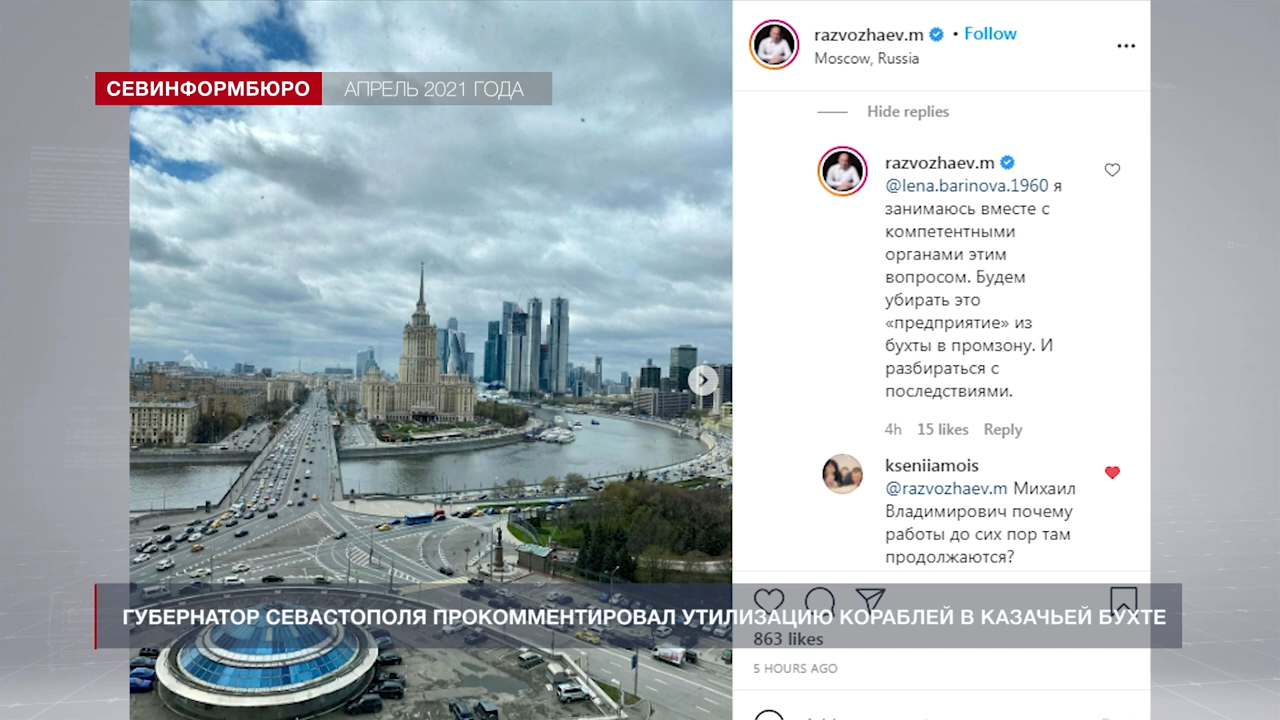 СЕВИНФОРМБЮРО
АПРЕЛЬ 2021 ГОДА
razvozhaev.m • Follow
Moscow, Russia
Hide replies
razvozhaev.m
@lena.barinova.1960 я
занимаюсь вместе с
компетентными
органами этим
вопросом. Будем
убирать это
«предприятие» из
бухты в промзону. И
разбираться с
последствиями.
4h 15 likes Reply
kseniiamois
@razvozhaev.m Михаил
Владимирович почему
работы до сих пор там
продолжаются?
ГУБЕРНАТОР СЕВАСТОПОЛЯ ПРОКОММЕНТИРОВАЛ УТИЛИЗАЦИЮ КОРАБЛЕЙ В КАЗАЧЬЕЙ БУХТЕ
863 likes
5 HOURS AGO